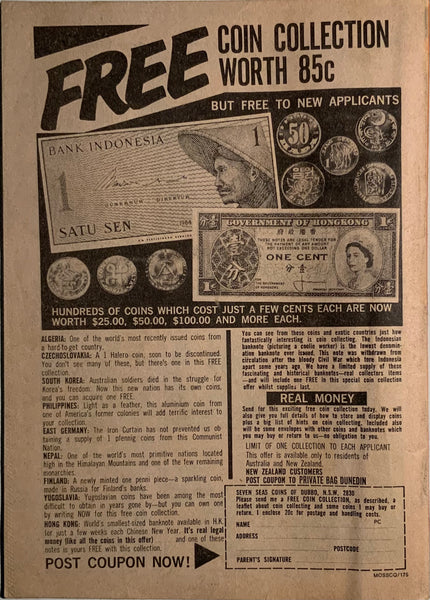 FREE
COIN COLLECTION
WORTH 85c
BUT FREE TO NEW APPLICANTS
BANK INDONESIA
1
GUBERNUR DIREKTUR
SATU SEN
50
GOVERNMENT OF HONGKONG
THESE NOTES ARE LEGAL TENDER FOR
THE PAYMENT OF ANY AMOUNT
NOT EXCEEDING ONE DOLLAR
ONE CENT
1
HUNDREDS OF COINS WHICH COST JUST A FEW CENTS EACH ARE NOW
WORTH $25.00, $50.00, $100.00 AND MORE EACH.
ALGERIA: One of the world's most recently issued coins from
a hard-to-get country.
CZECHOSLOVAKIA: A 1 Halero coin, soon to be discontinued.
You don't see many of these, but there's one in this FREE
collection.
SOUTH KOREA: Australian soldiers died in the struggle for
Korea's freedom. Now this new nation has its own coins,
and you can acquire one FREE.
PHILIPPINES: Light as a feather, this aluminium coin from
one of America's former colonies will add terrific interest to
your collection.
EAST GERMANY: The Iron Curtain has not prevented us ob-
taining a supply of 1 pfennig coins from this Communist
Nation.
NEPAL: One of the world's most primitive nations located
high in the Himalayan Mountains and one of the few remaining
monarchies.
FINLAND: A newly minted one penni piece—a sparkling coin,
made in Russia for Finland's banks.
YUGOSLAVIA: Yugoslavian coins have been among the most
difficult to obtain in years gone by—but you can own one
by writing NOW for this free coin collection.
HONG KONG: World's smallest-sized banknote available in H.K.
for just a few weeks each Chinese New Year. It's real legal
money (like all the coins in this offer) . . . and one of these
notes is yours FREE with this collection.
POST COUPON NOW!
You can see from these coins and exotic countries just how
fantastically interesting is coin collecting. The Indonesian
banknote (picturing a coolie worker) is the lowest denomination
banknote ever issued. This note was withdrawn from
circulation after the bloody Civil War which tore Indonesia
apart some years ago. We have a limited supply of these
fascinating and historical banknotes—real collectors items
—and will include one FREE in this special coin collection
offer whilst supplies last.
REAL MONEY
Send for this exciting free coin collection today. We will
also give you full details of how to store and display coins
plus a big list of hints on coin collecting. Included also
will be some envelopes with other coins and banknotes which
you may buy or return to us—no obligation to you.
LIMIT OF ONE COLLECTION TO EACH APPLICANT
This offer is available only to residents of
Australia and New Zealand.
NEW ZEALAND CUSTOMERS
POST COUPON TO PRIVATE BAG DUNEDIN
SEVEN SEAS COINS OF DUBBO, N.S.W. 2830
Please send me a FREE COIN COLLECTION, as described, a
leaflet about coin collecting and some coins I may buy or
return. I enclose 20c for postage and handling costs.
NAME PC
ADDRESS
POSTCODE
PARENT'S SIGNATURE